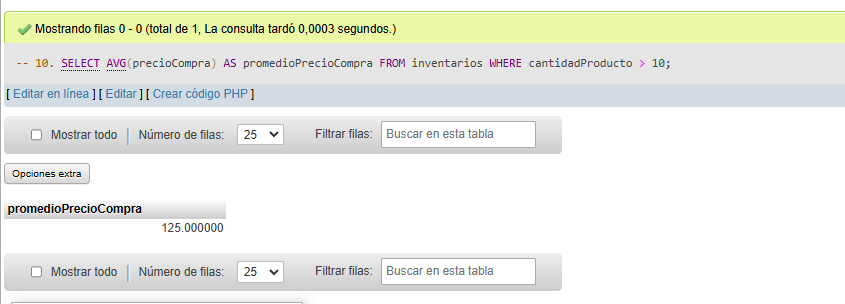 Mostrando filas 0 - 0 (total de 1, La consulta tardó 0,0003 segundos.)
-- 10. SELECT AVG(precioCompra) AS promedioPrecioCompra FROM inventarios WHERE cantidadProducto > 10;
[ Editar en línea ] [ Editar ] [ Crear código PHP ]
Mostrar todo Número de filas: 25 Filtrar filas: Buscar en esta tabla
Opciones extra
promedioPrecioCompra
125.000000
Mostrar todo Número de filas: 25 Filtrar filas: Buscar en esta tabla